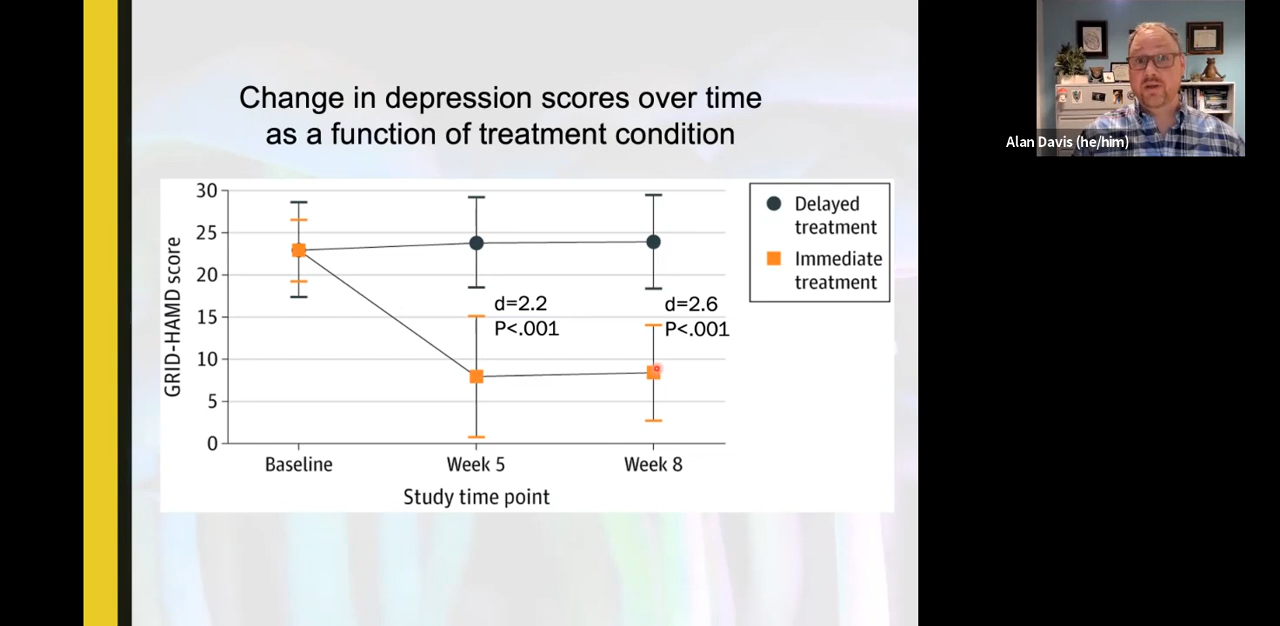 Change in depression scores over time
as a function of treatment condition
GRID-HAMD score
30
25
20
15
10
5
0
d=2.2
P<.001
d=2.6
P<.001
Baseline
Week 5
Week 8
Study time point
Delayed
treatment
Immediate
treatment
Alan Davis (he/him)